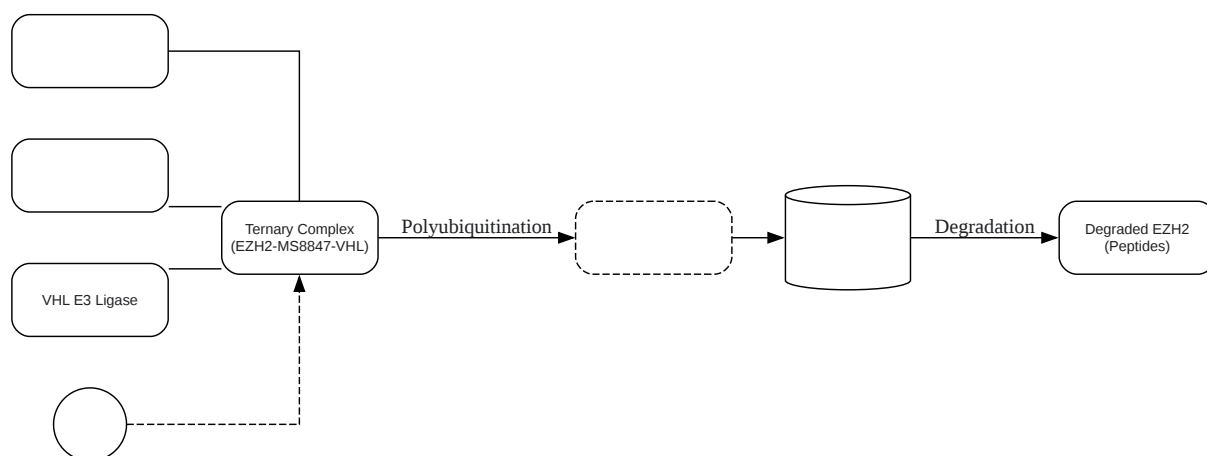 Ternary Complex
(EZH2-MS8847-VHL)
Polyubiquitination
Degradation
Degraded EZH2
(Peptides)
VHL E3 Ligase